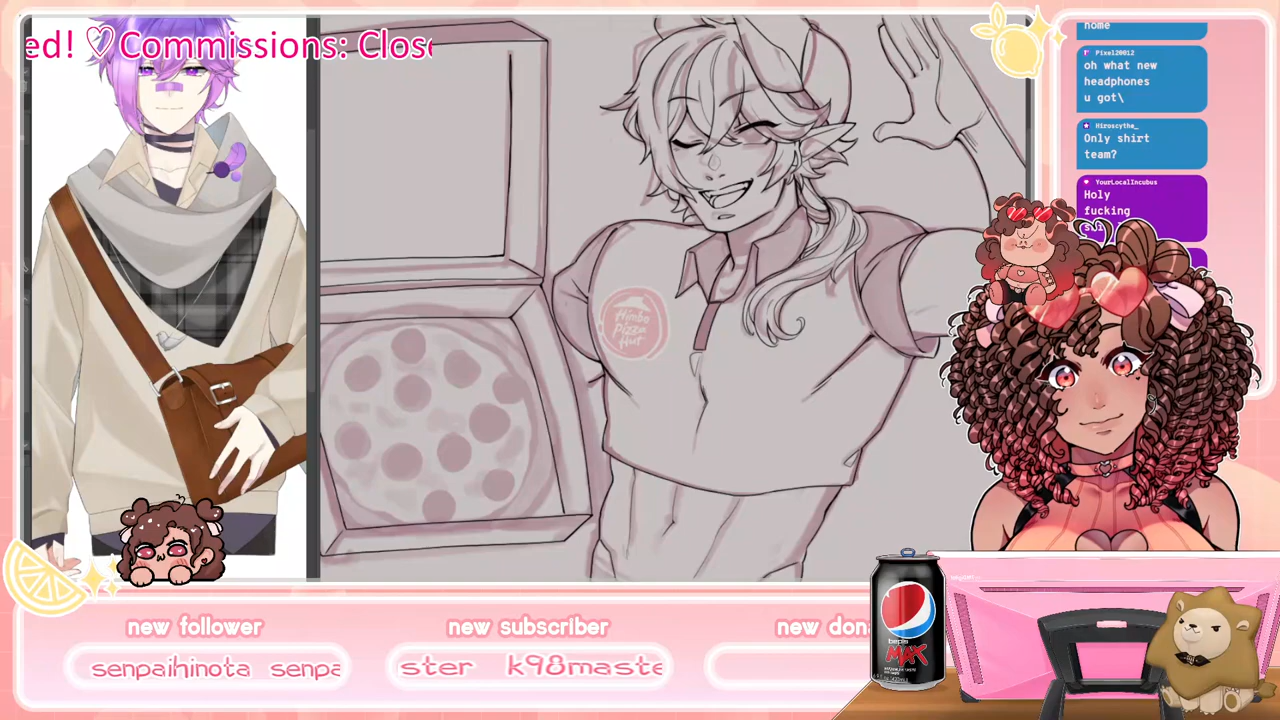 ed! ♡ Commissions: Clos
home
Pixel20012
oh what new
headphones
u got\
Hiroscythe_
Only shirt
team?
YourLocalIncubus
Holy
fucking
Himbo
Pizza
Hut
new follower
new subscriber
new don
senpaihinota senpa
ster k98maste
bepis
MAX